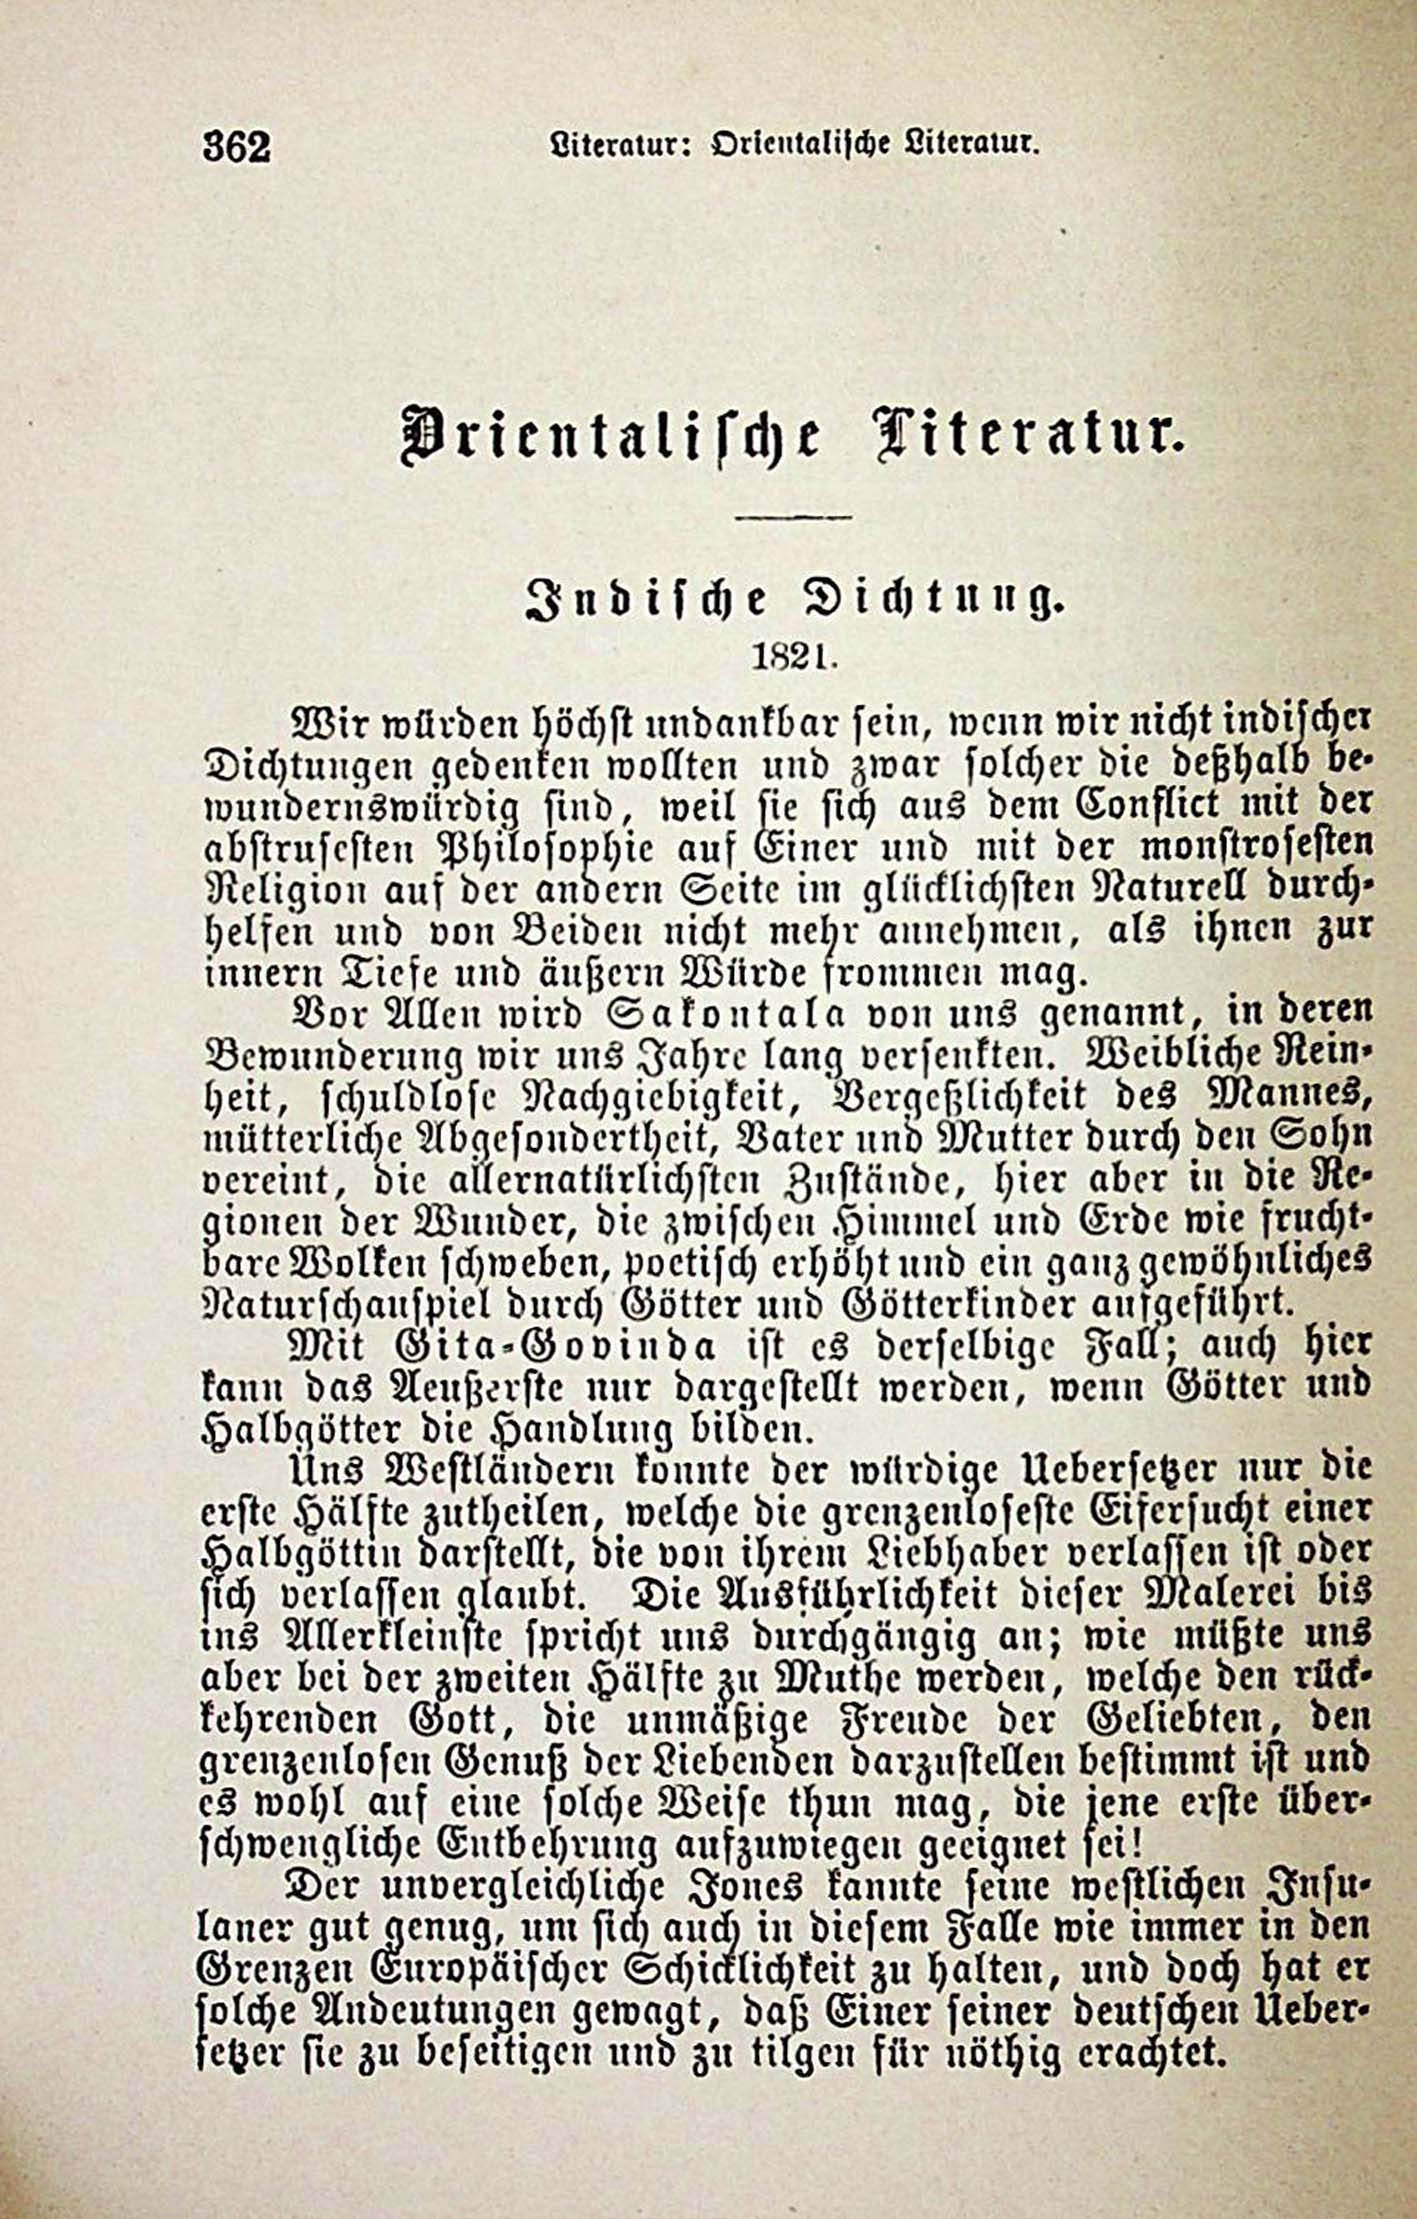 362 Literatur: Orientalische Literatur.
Orientalische Literatur.
Indische Dichtung.
1821.
Wir würden höchst undankbar sein, wenn wir nicht indischer
Dichtungen gedenken wollten und zwar solcher die deßhalb be-
wundernswürdig sind, weil sie sich aus dem Conflict mit der
abstrusesten Philosophie auf Einer und mit der monstrosesten
Religion auf der andern Seite im glücklichsten Naturell durch-
helfen und von Beiden nicht mehr annehmen, als ihnen zur
innern Tiefe und äußern Würde frommen mag.
Vor Allen wird Sakontala von uns genannt, in deren
Bewunderung wir uns Jahre lang versenkten. Weibliche Rein-
heit, schuldlose Nachgiebigkeit, Vergeßlichkeit des Mannes,
mütterliche Abgesondertheit, Vater und Mutter durch den Sohn
vereint, die allernatürlichsten Zustände, hier aber in die Re-
gionen der Wunder, die zwischen Himmel und Erde wie frucht-
bare Wolken schweben, poetisch erhöht und ein ganz gewöhnliches
Naturschauspiel durch Götter und Götterkinder aufgeführt.
Mit Gita-Govinda ist es derselbige Fall; auch hier
kann das Aeußerste nur dargestellt werden, wenn Götter und
Halbgötter die Handlung bilden.
Uns Westländern konnte der würdige Uebersetzer nur die
erste Hälfte zutheilen, welche die grenzenloseste Eifersucht einer
Halbgöttin darstellt, die von ihrem Liebhaber verlassen ist oder
sich verlassen glaubt. Die Ausführlichkeit dieser Malerei bis
ins Allerkleinste spricht uns durchgängig an; wie müßte uns
aber bei der zweiten Hälfte zu Muthe werden, welche den rück-
kehrenden Gott, die unmäßige Freude der Geliebten, den
grenzenlosen Genuß der Liebenden darzustellen bestimmt ist und
es wohl auf eine solche Weise thun mag, die jene erste über-
schwengliche Entbehrung aufzuwiegen geeignet sei!
Der unvergleichliche Jones kannte seine westlichen Insu-
laner gut genug, um sich auch in diesem Falle wie immer in den
Grenzen Europäischer Schicklichkeit zu halten, und doch hat er
solche Andeutungen gewagt, daß Einer seiner deutschen Ueber-
setzer sie zu beseitigen und zu tilgen für nöthig erachtet.